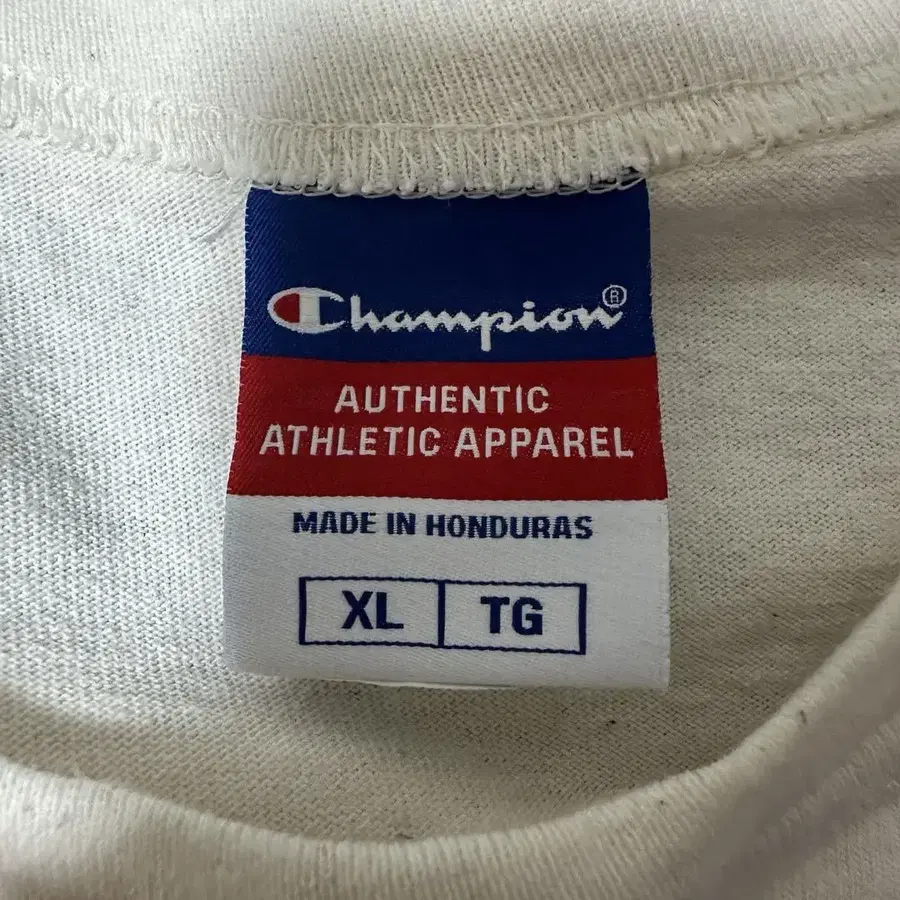 Champion®
AUTHENTIC
ATHLETIC APPAREL
MADE IN HONDURAS
XL TG